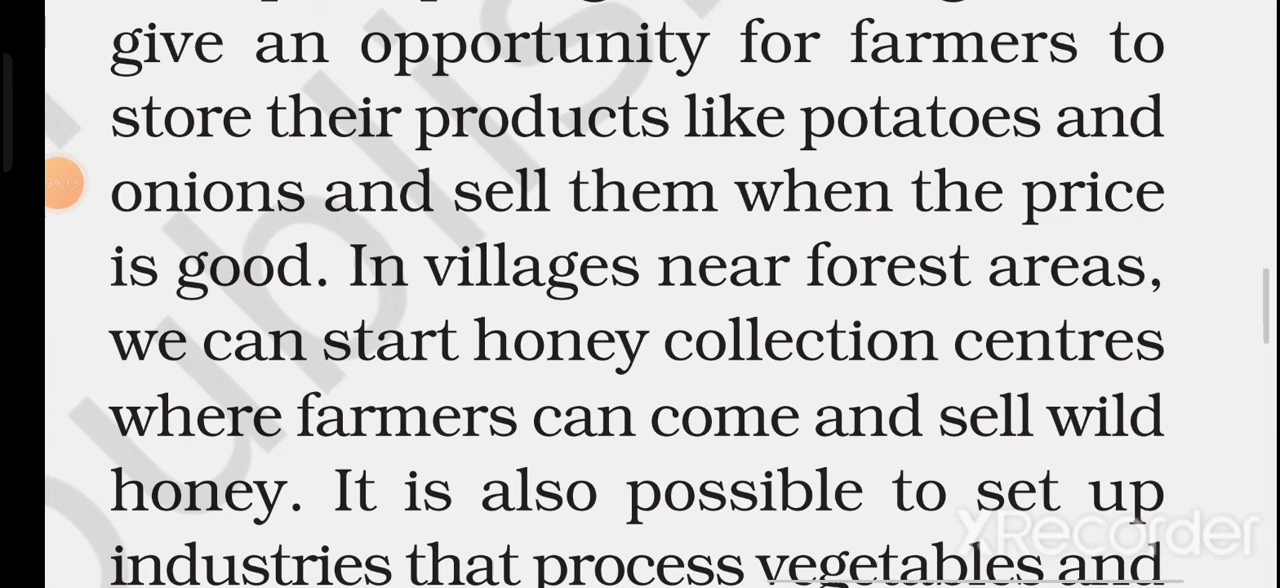 give an opportunity for farmers to
store their products like potatoes and
onions and sell them when the price
is good. In villages near forest areas,
we can start honey collection centres
where farmers can come and sell wild
honey. It is also possible to set up
industries that process vegetables and
XRecorder